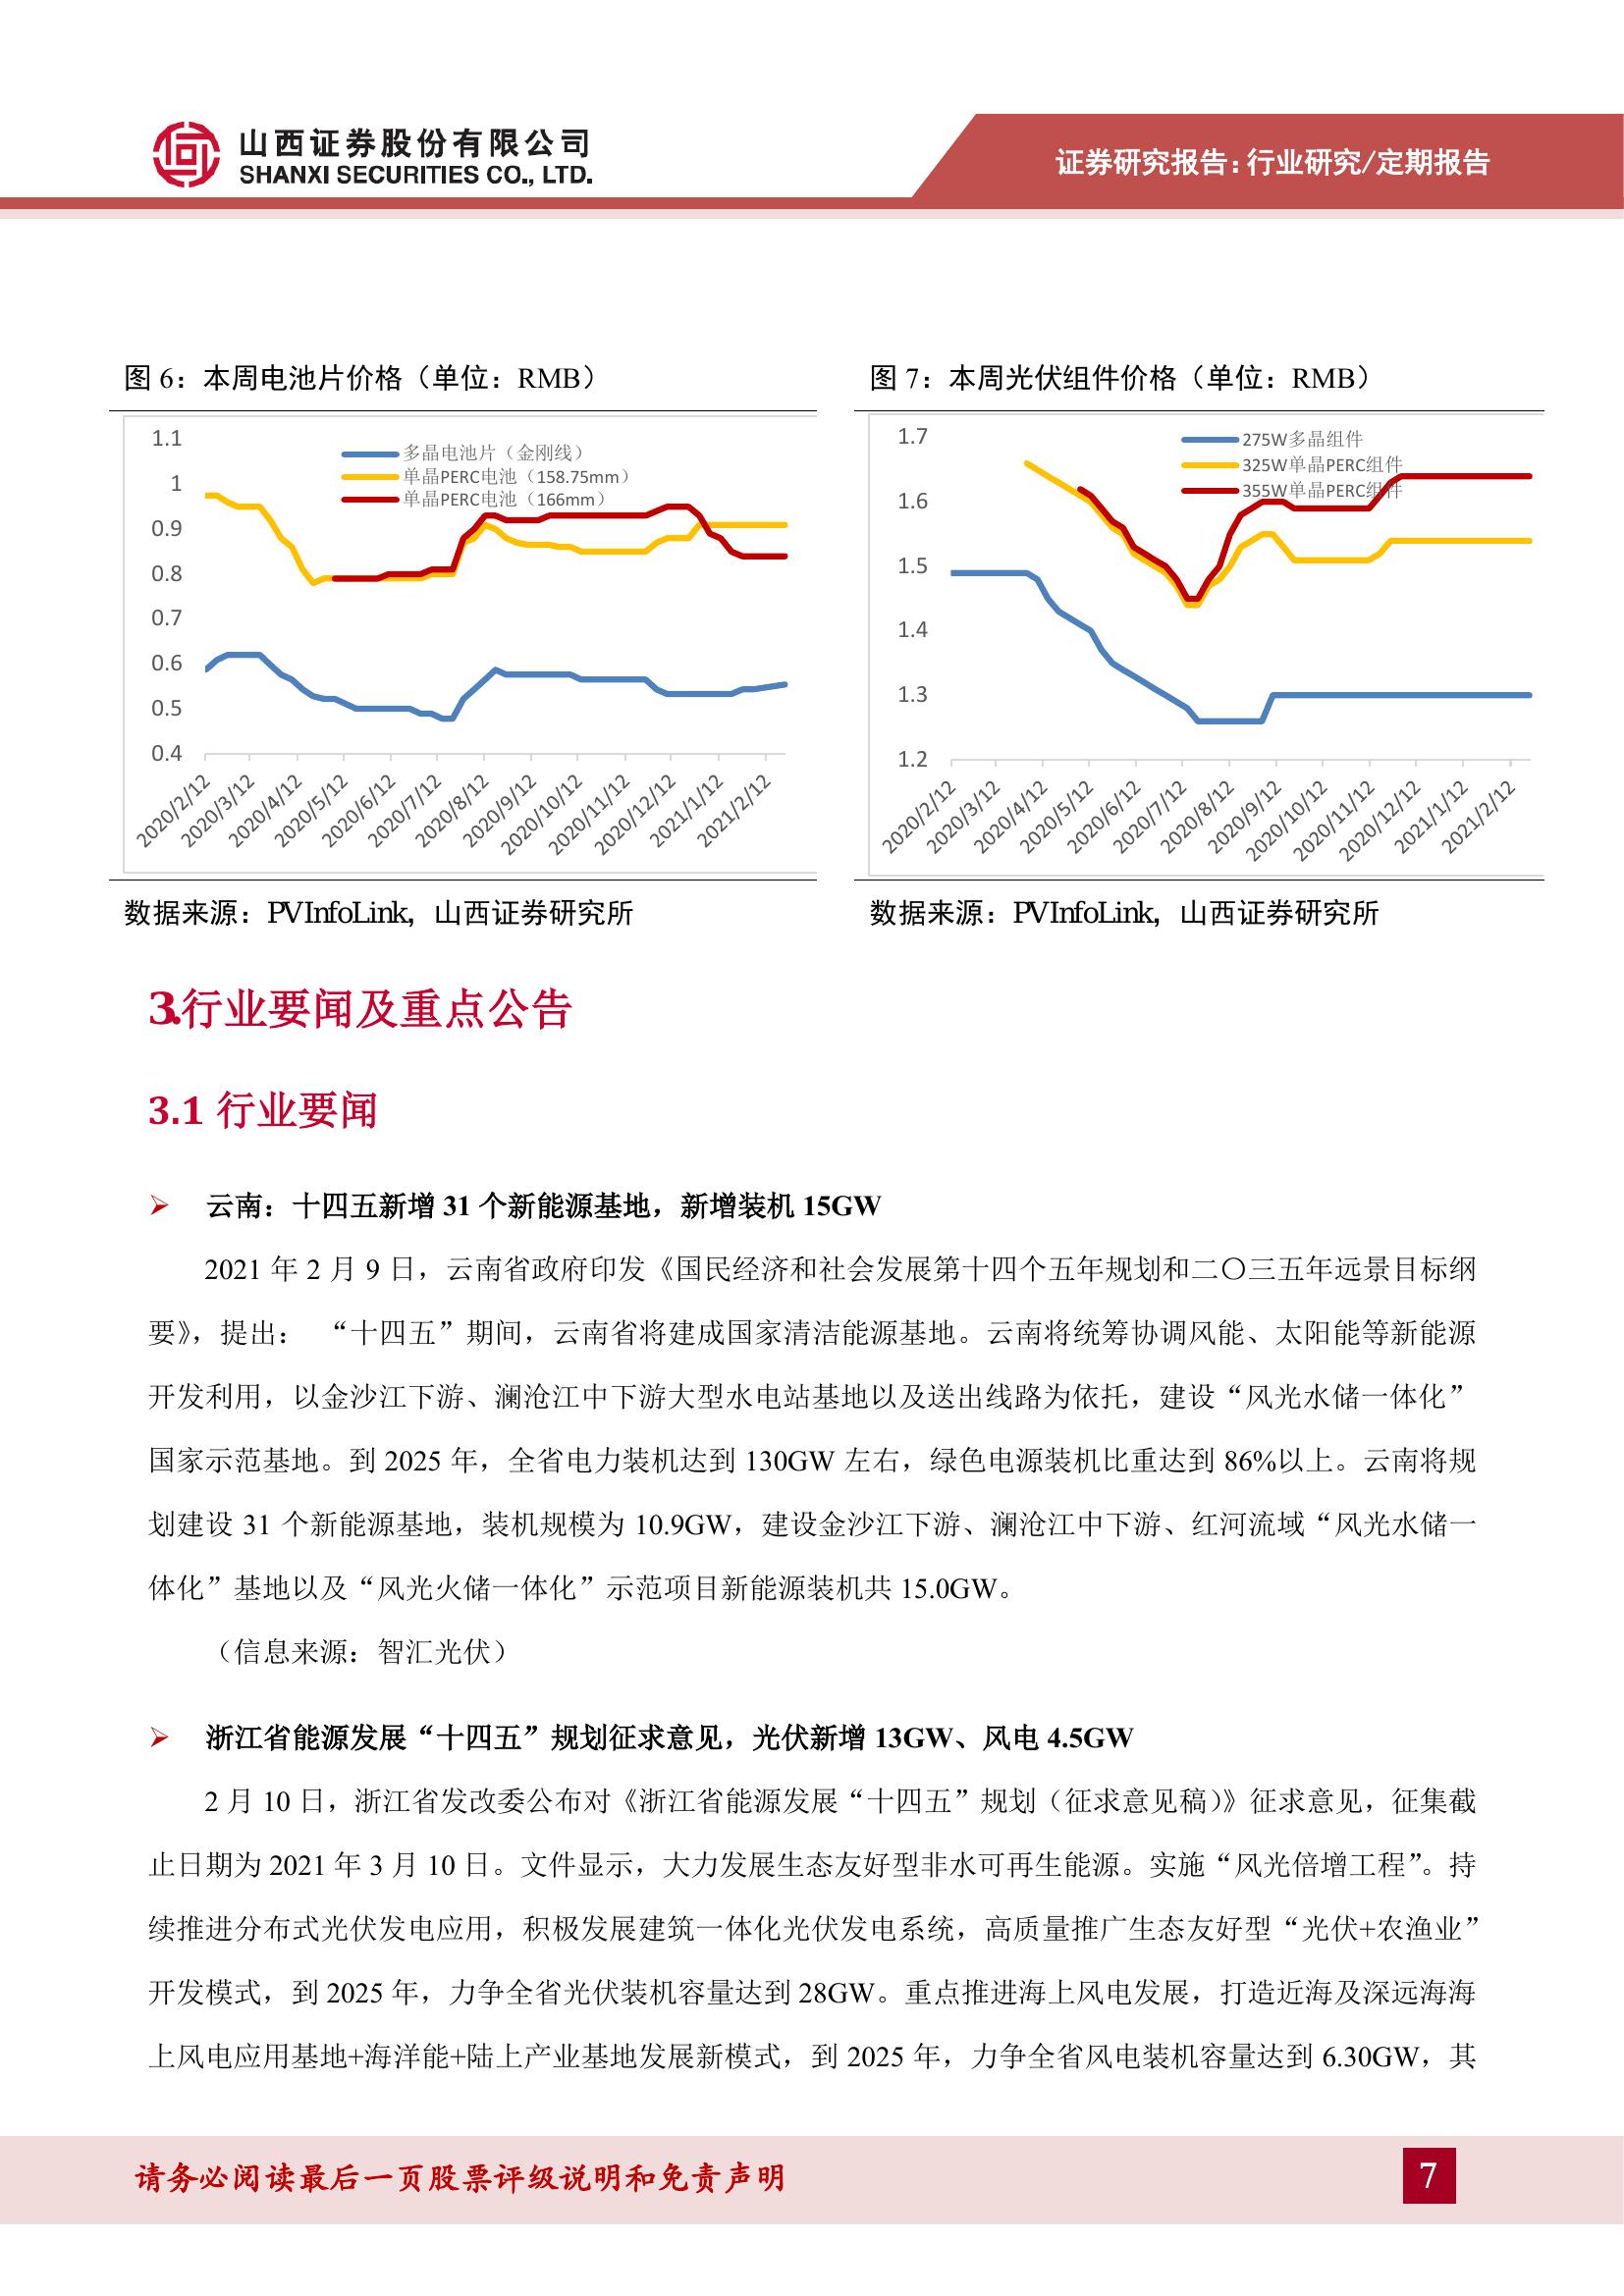 山西证券股份有限公司
SHANXI SECURITIES CO., LTD.
证券研究报告：行业研究/定期报告
图 6：本周电池片价格（单位：RMB）
1.1
1
0.9
0.8
0.7
0.6
0.5
0.4
多晶电池片（金刚线）
单晶PERC电池（158.75mm）
单晶PERC电池（166mm）
2020/2/12
2020/3/12
2020/4/12
2020/5/12
2020/6/12
2020/7/12
2020/8/12
2020/9/12
2020/10/12
2020/11/12
2020/12/12
2021/1/12
2021/2/12
数据来源：PVInfoLink，山西证券研究所
图 7：本周光伏组件价格（单位：RMB）
1.7
1.6
1.5
1.4
1.3
1.2
275W多晶组件
325W单晶PERC组件
355W单晶PERC组件
2020/2/12
2020/3/12
2020/4/12
2020/5/12
2020/6/12
2020/7/12
2020/8/12
2020/9/12
2020/10/12
2020/11/12
2020/12/12
2021/1/12
2021/2/12
数据来源：PVInfoLink，山西证券研究所
3.行业要闻及重点公告
3.1 行业要闻
➢ 云南：十四五新增 31 个新能源基地，新增装机 15GW
2021 年 2 月 9 日，云南省政府印发《国民经济和社会发展第十四个五年规划和二〇三五年远景目标纲
要》，提出： “十四五”期间，云南省将建成国家清洁能源基地。云南将统筹协调风能、太阳能等新能源
开发利用，以金沙江下游、澜沧江中下游大型水电站基地以及送出线路为依托，建设“风光水储一体化”
国家示范基地。到 2025 年，全省电力装机达到 130GW 左右，绿色电源装机比重达到 86%以上。云南将规
划建设 31 个新能源基地，装机规模为 10.9GW，建设金沙江下游、澜沧江中下游、红河流域“风光水储一
体化”基地以及“风光火储一体化”示范项目新能源装机共 15.0GW。
（信息来源：智汇光伏）
➢ 浙江省能源发展“十四五”规划征求意见，光伏新增 13GW、风电 4.5GW
2 月 10 日，浙江省发改委公布对《浙江省能源发展“十四五”规划（征求意见稿）》征求意见，征集截
止日期为 2021 年 3 月 10 日。文件显示，大力发展生态友好型非水可再生能源。实施“风光倍增工程”。持
续推进分布式光伏发电应用，积极发展建筑一体化光伏发电系统，高质量推广生态友好型“光伏+农渔业”
开发模式，到 2025 年，力争全省光伏装机容量达到 28GW。重点推进海上风电发展，打造近海及深远海海
上风电应用基地+海洋能+陆上产业基地发展新模式，到 2025 年，力争全省风电装机容量达到 6.30GW，其
请务必阅读最后一页股票评级说明和免责声明
7